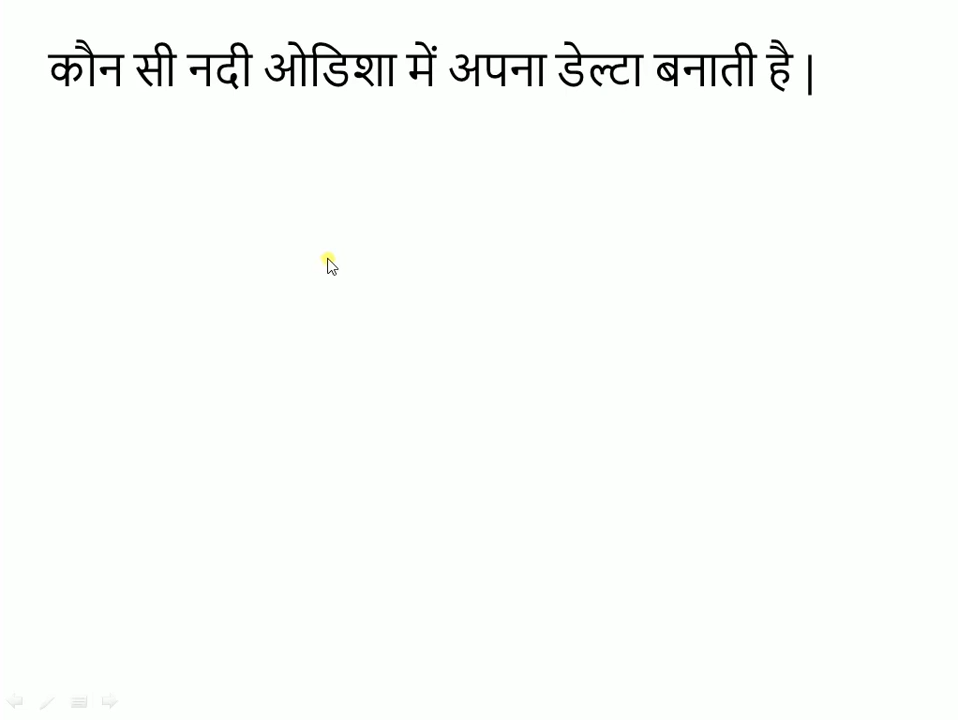 कौन सी नदी ओडिशा में अपना डेल्टा बनाती है |